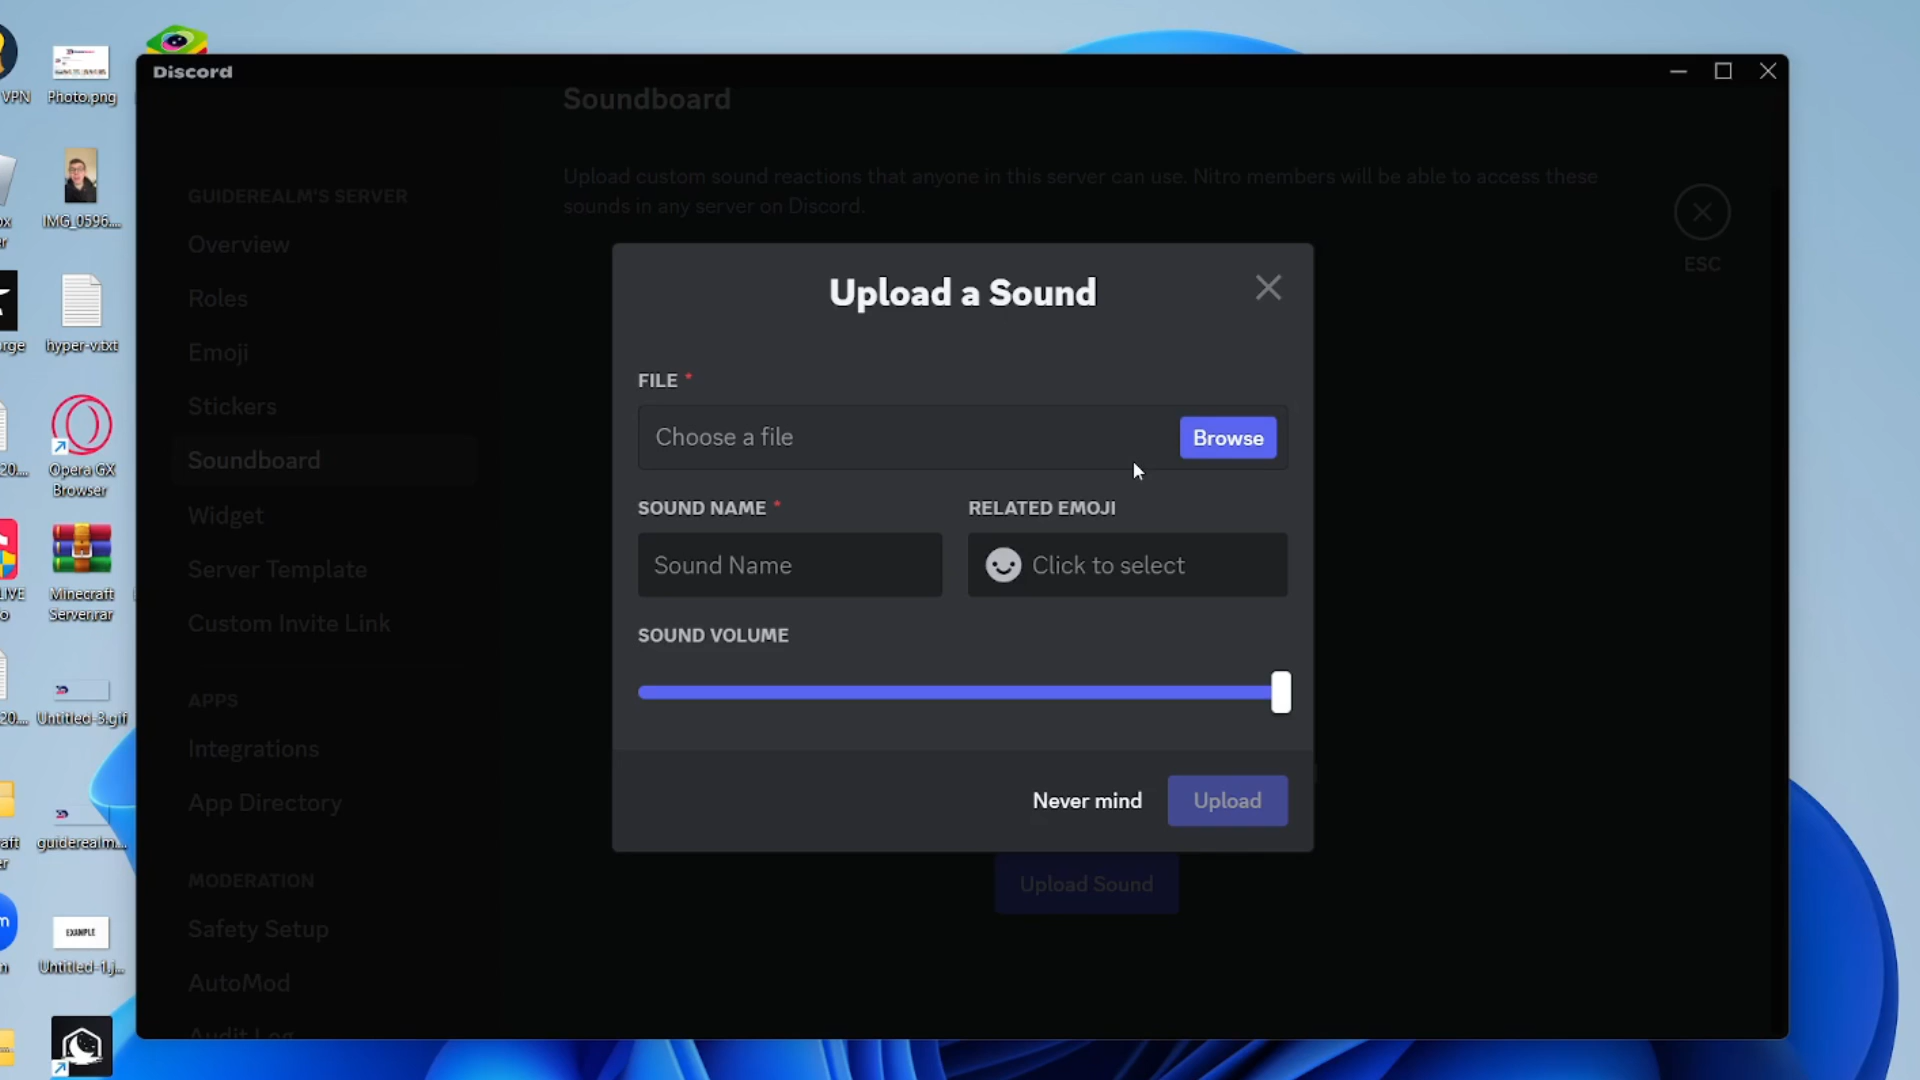 Discord
Soundboard
Upload custom sound reactions that anyone in this server can use. Nitro members will be able to access these
sounds in any server on Discord.
ESC
GUIDEREALM'S SERVER
Overview
Roles
Emoji
Stickers
Soundboard
Widget
Server Template
Custom Invite Link
APPS
Integrations
App Directory
MODERATION
Safety Setup
AutoMod
Audit Log
Upload a Sound
FILE *
Choose a file
Browse
SOUND NAME *
RELATED EMOJI
Sound Name
Click to select
SOUND VOLUME
Never mind
Upload
Upload Sound
VPN
Photo.png
IMG_0596....
hyper-v.txt
Opera GX
Browser
Minecraft
Server.rar
Untitled-3.gif
guiderealm...
EXAMPLE
Untitled-1.j...